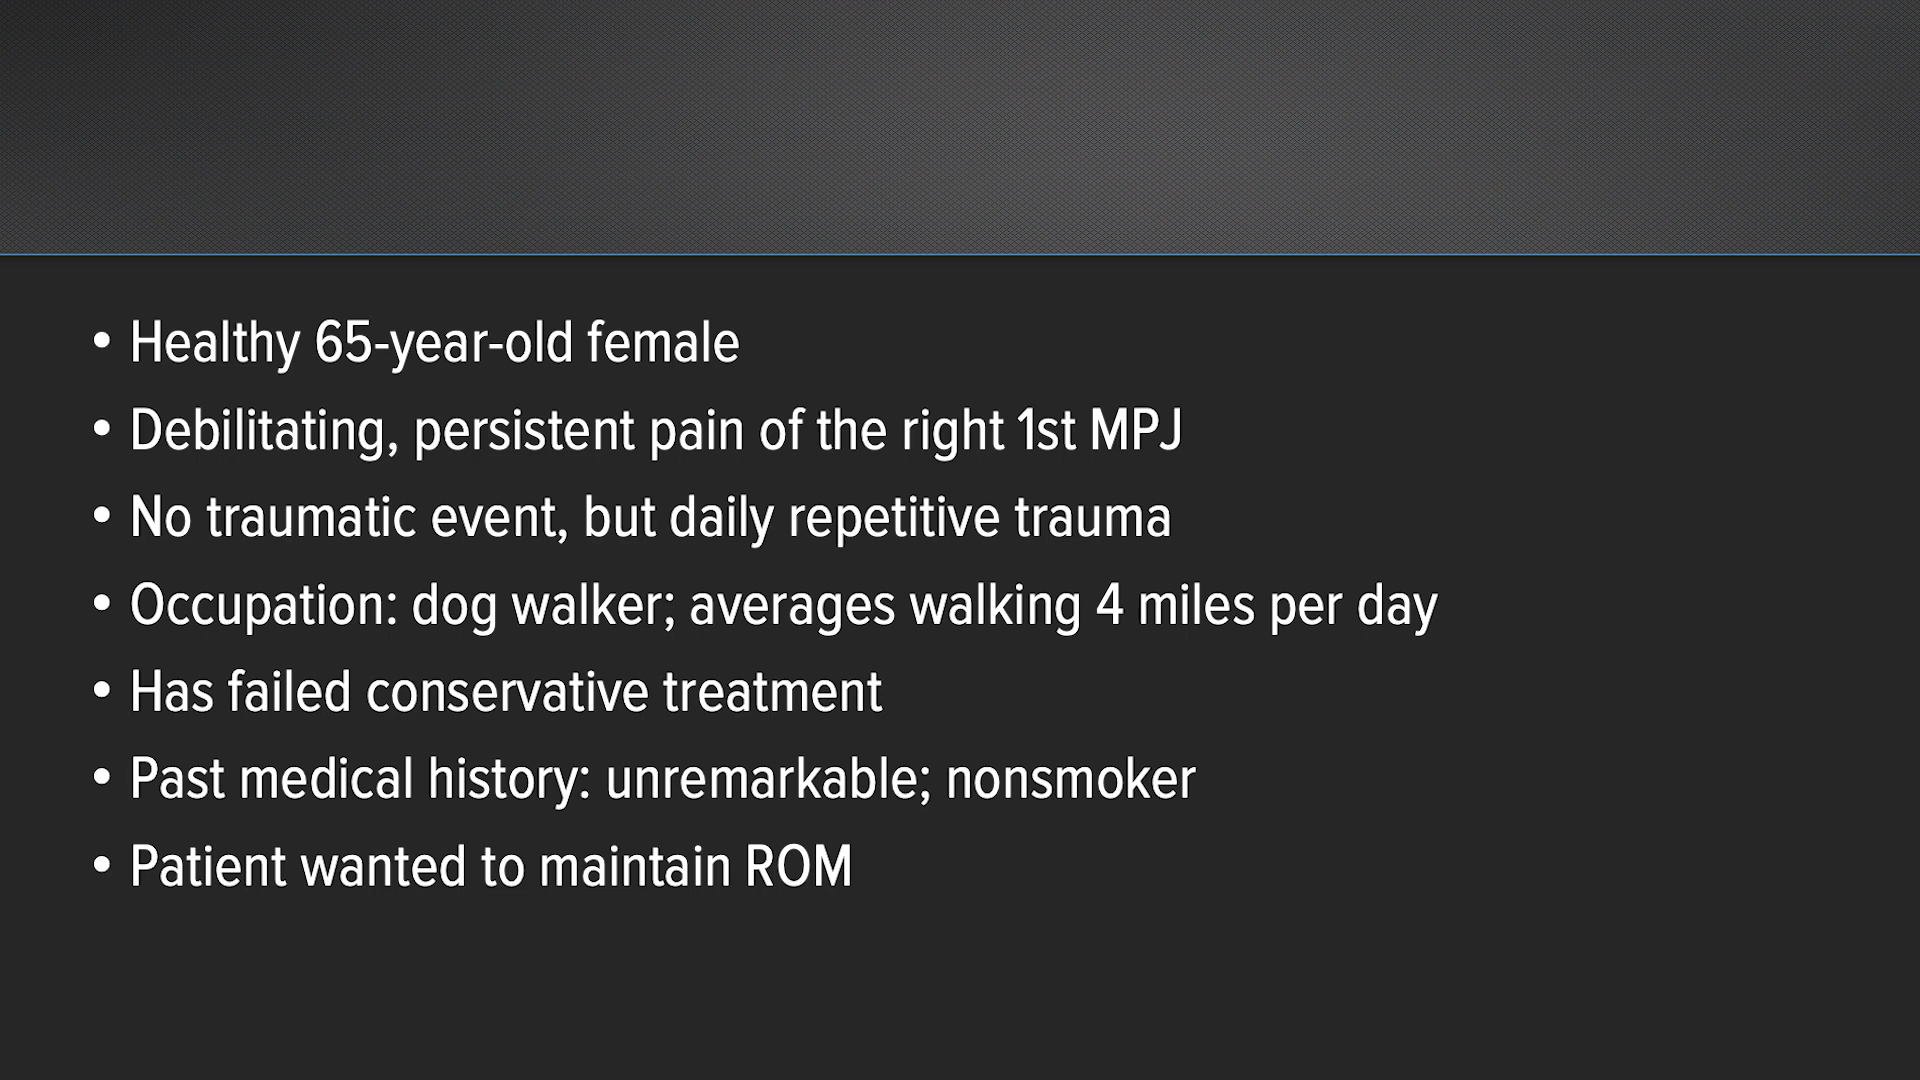 • Healthy 65-year-old female
• Debilitating, persistent pain of the right 1st MPJ
• No traumatic event, but daily repetitive trauma
• Occupation: dog walker; averages walking 4 miles per day
• Has failed conservative treatment
• Past medical history: unremarkable; nonsmoker
• Patient wanted to maintain ROM